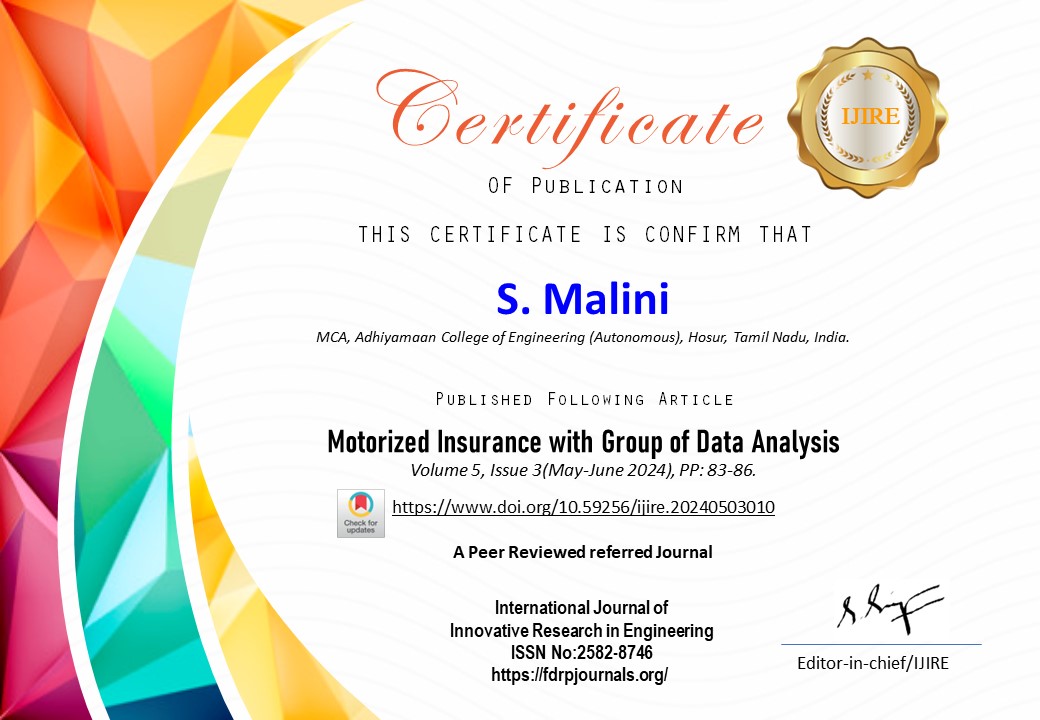 Certificate
IJIRE
OF PUBLICATION
THIS CERTIFICATE IS CONFIRM THAT
S. Malini
MCA, Adhiyamaan College of Engineering (Autonomous), Hosur, Tamil Nadu, India.
PUBLISHED FOLLOWING ARTICLE
Motorized Insurance with Group of Data Analysis
Volume 5, Issue 3(May-June 2024), PP: 83-86.
Check for
updates
https://www.doi.org/10.59256/ijire.20240503010
A Peer Reviewed referred Journal
International Journal of
Innovative Research in Engineering
ISSN No:2582-8746
https://fdrpjournals.org/
Editor-in-chief/IJIRE